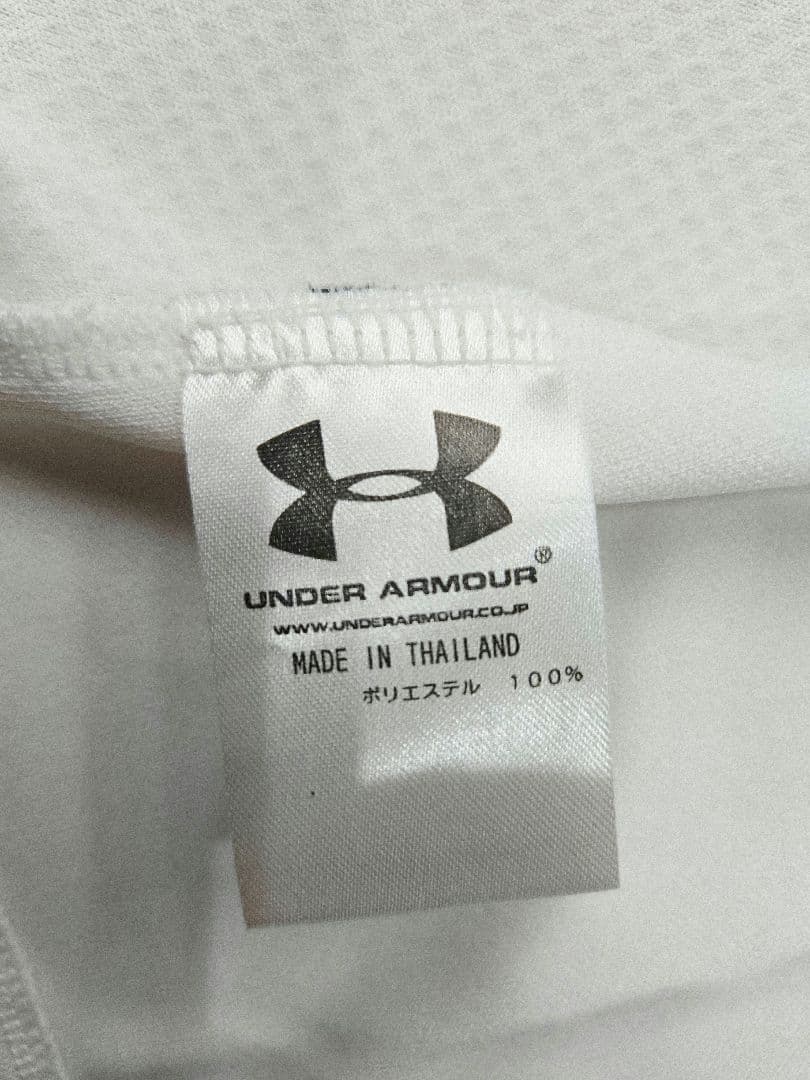 UNDER ARMOUR®
WWW.UNDERARMOUR.CO.JP
MADE IN THAILAND
ポリエステル 100%